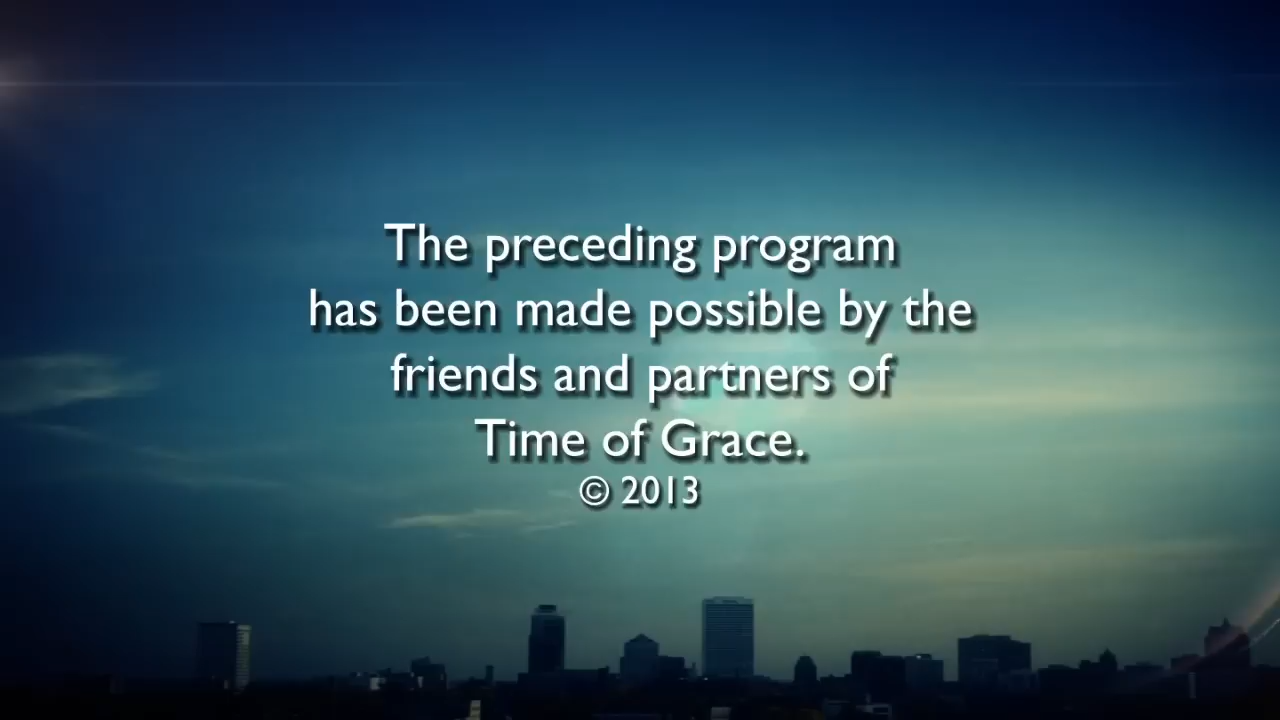 The preceding program
has been made possible by the
friends and partners of
Time of Grace.
© 2013